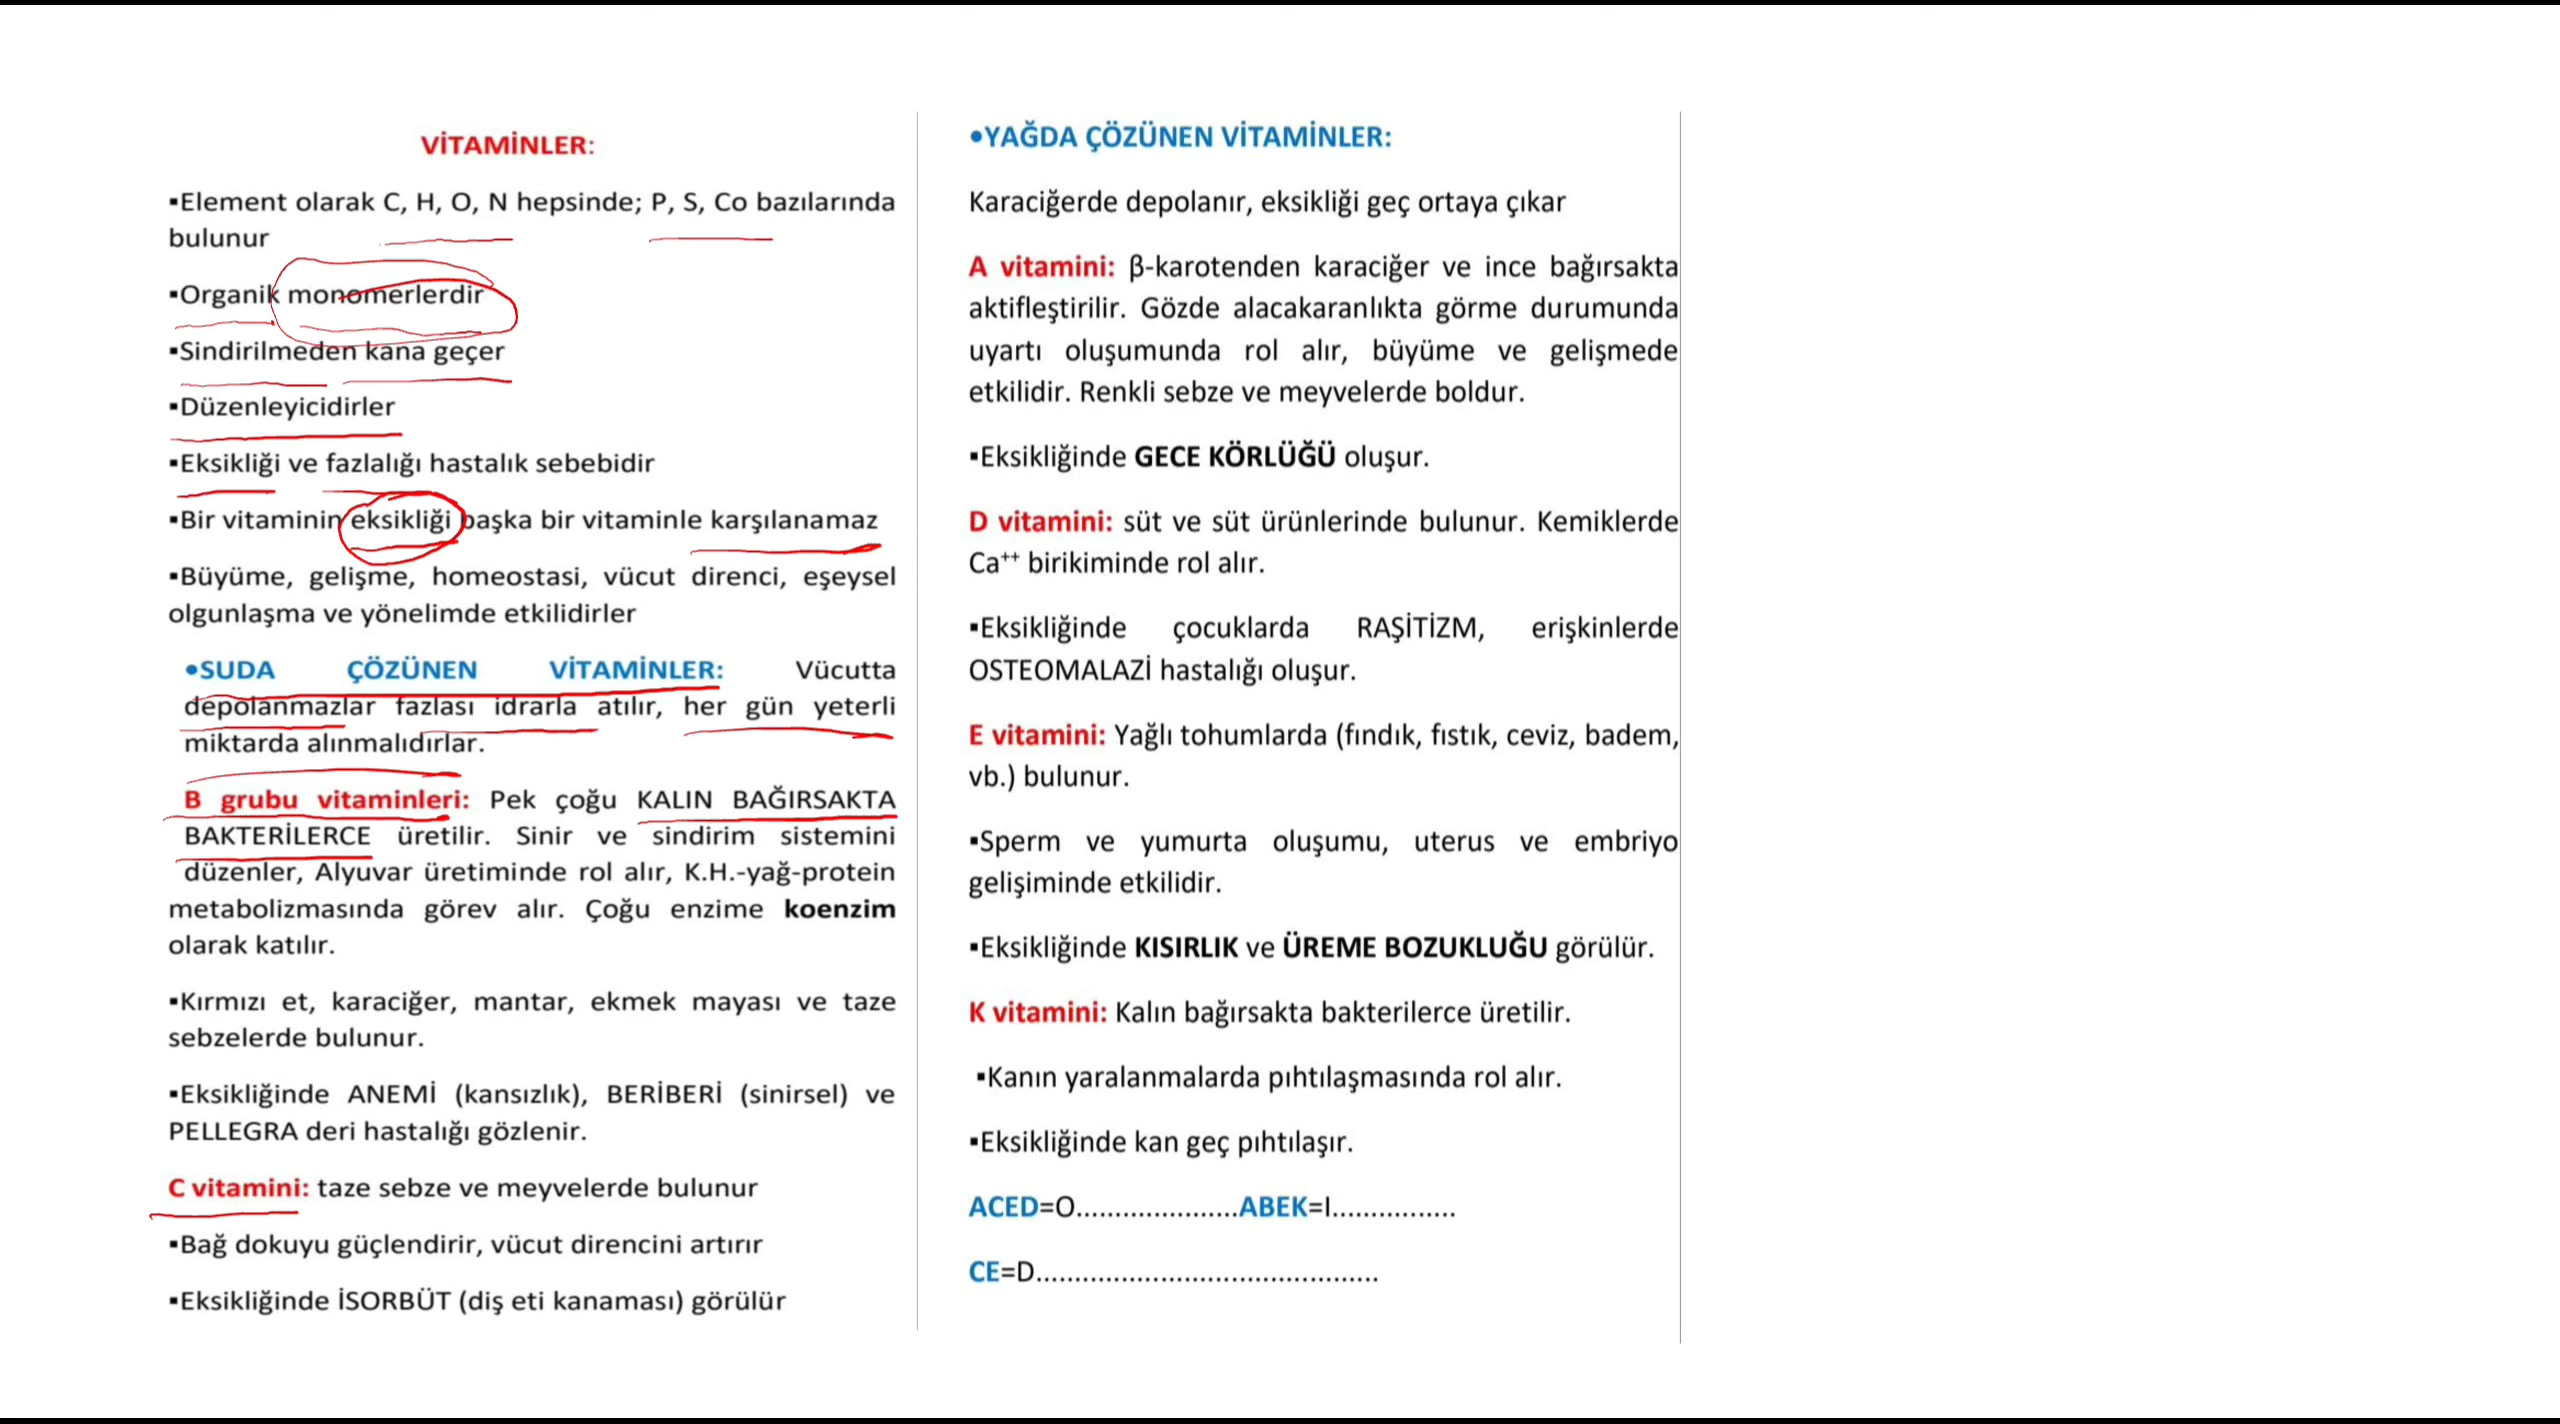 VİTAMİNLER:
▪Element olarak C, H, O, N hepsinde; P, S, Co bazılarında
bulunur
▪Organik monomerlerdir
▪Sindirilmeden kana geçer
▪Düzenleyicidirler
▪Eksikliği ve fazlalığı hastalık sebebidir
▪Bir vitaminin eksikliği başka bir vitaminle karşılanamaz
▪Büyüme, gelişme, homeostasi, vücut direnci, eşeysel
olgunlaşma ve yönelimde etkilidirler
•SUDA ÇÖZÜNEN VİTAMİNLER: Vücutta
depolanmazlar fazlası idrarla atılır, her gün yeterli
miktarda alınmalıdırlar.
B grubu vitaminleri: Pek çoğu KALIN BAĞIRSAKTA
BAKTERİLERCE üretilir. Sinir ve sindirim sistemini
düzenler, Alyuvar üretiminde rol alır, K.H.-yağ-protein
metabolizmasında görev alır. Çoğu enzime koenzim
olarak katılır.
▪Kırmızı et, karaciğer, mantar, ekmek mayası ve taze
sebzelerde bulunur.
▪Eksikliğinde ANEMİ (kansızlık), BERİBERİ (sinirsel) ve
PELLEGRA deri hastalığı gözlenir.
C vitamini: taze sebze ve meyvelerde bulunur
▪Bağ dokuyu güçlendirir, vücut direncini artırır
▪Eksikliğinde İSORBÜT (diş eti kanaması) görülür
•YAĞDA ÇÖZÜNEN VİTAMİNLER:
Karaciğerde depolanır, eksikliği geç ortaya çıkar
A vitamini: β-karotenden karaciğer ve ince bağırsakta
aktifleştirilir. Gözde alacakaranlıkta görme durumunda
uyartı oluşumunda rol alır, büyüme ve gelişmede
etkilidir. Renkli sebze ve meyvelerde boldur.
▪Eksikliğinde GECE KÖRLÜĞÜ oluşur.
D vitamini: süt ve süt ürünlerinde bulunur. Kemiklerde
Ca⁺⁺ birikiminde rol alır.
▪Eksikliğinde çocuklarda RAŞİTİZM, erişkinlerde
OSTEOMALAZİ hastalığı oluşur.
E vitamini: Yağlı tohumlarda (fındık, fıstık, ceviz, badem,
vb.) bulunur.
▪Sperm ve yumurta oluşumu, uterus ve embriyo
gelişiminde etkilidir.
▪Eksikliğinde KISIRLIK ve ÜREME BOZUKLUĞU görülür.
K vitamini: Kalın bağırsakta bakterilerce üretilir.
▪Kanın yaralanmalarda pıhtılaşmasında rol alır.
▪Eksikliğinde kan geç pıhtılaşır.
ACED=O.....................ABEK=I................
CE=D............................................